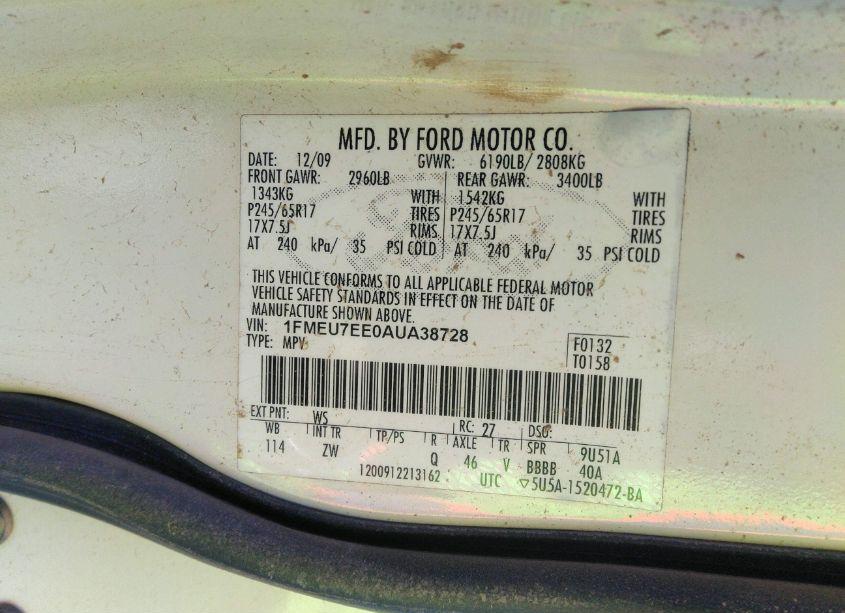 MFD. BY FORD MOTOR CO.
DATE: 12/09 GVWR: 6190LB/ 2808KG
FRONT GAWR: 2960LB REAR GAWR: 3400LB
1343KG WITH 1542KG WITH
P245/65R17 TIRES P245/65R17 TIRES
17X7.5J RIMS 17X7.5J RIMS
AT 240 kPa/ 35 PSI COLD AT 240 kPa/ 35 PSI COLD
THIS VEHICLE CONFORMS TO ALL APPLICABLE FEDERAL MOTOR
VEHICLE SAFETY STANDARDS IN EFFECT ON THE DATE OF
MANUFACTURE SHOWN ABOVE.
VIN: 1FMEU7EE0AUA38728
TYPE: MPV
F0132
T0158
EXT PNT: WS RC: 27 DSO:
WB INT TR TP/PS R AXLE TR SPR 9U51A
114 ZW Q 46 V BBBB 40A
1200912213162 UTC ▽5U5A-1520472-BA